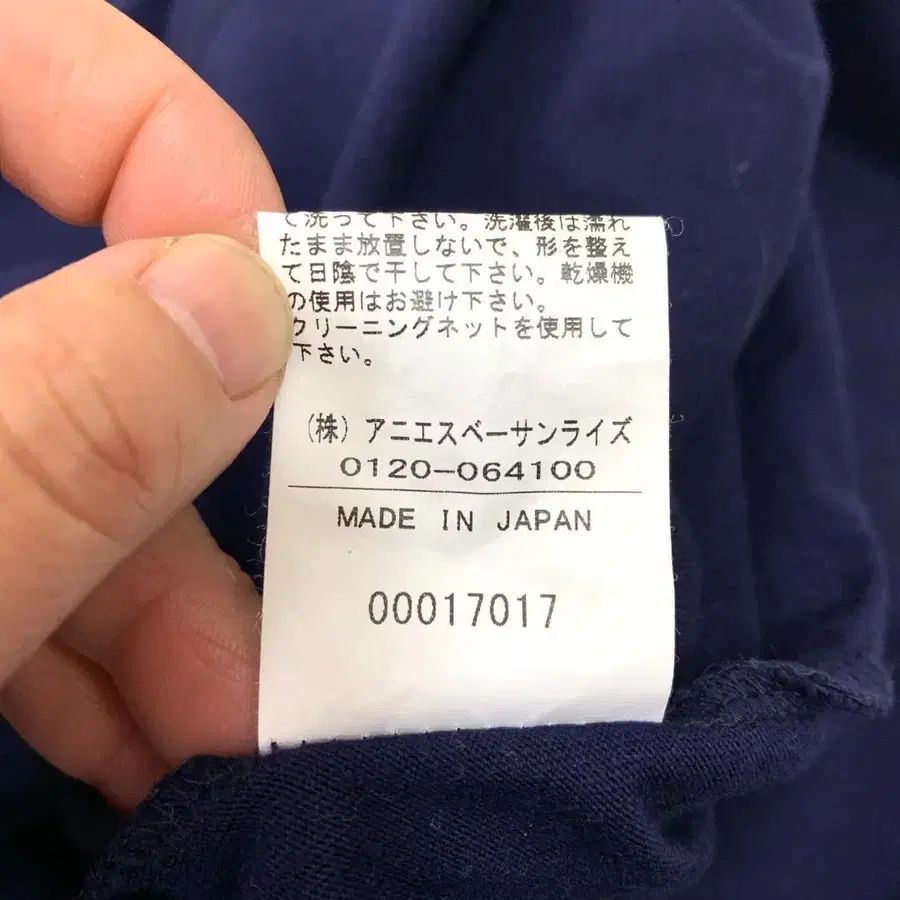 て洗って下さい。洗濯後は濡れ
たまま放置しないで、形を整え
て日陰で干して下さい。乾燥機
の使用はお避け下さい。
クリーニングネットを使用して
下さい。
(株) アニエスベーサンライズ
0120-064100
MADE IN JAPAN
00017017